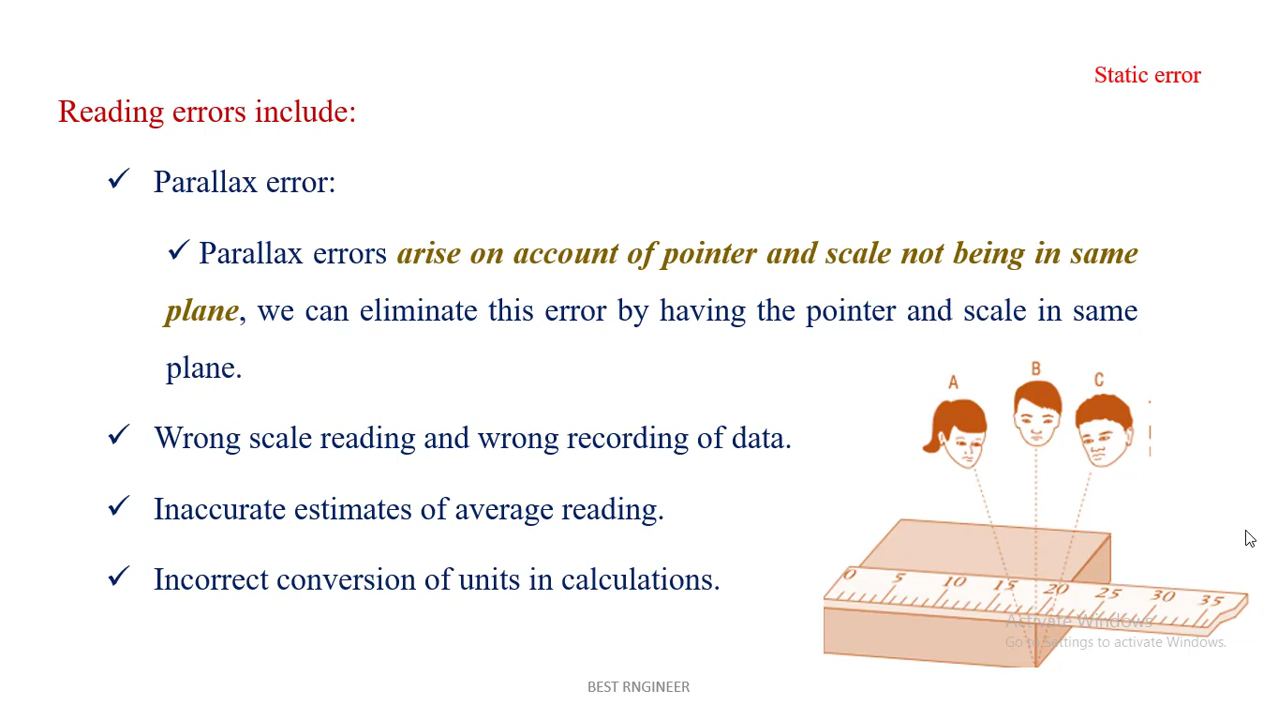 Static error
Reading errors include:
✓ Parallax error:
✓ Parallax errors arise on account of pointer and scale not being in same
plane, we can eliminate this error by having the pointer and scale in same
plane.
✓ Wrong scale reading and wrong recording of data.
✓ Inaccurate estimates of average reading.
✓ Incorrect conversion of units in calculations.
A B C
0 5 10 15 20 25 30 35
Activate Windows
Go to Settings to activate Windows.
BEST RNGINEER